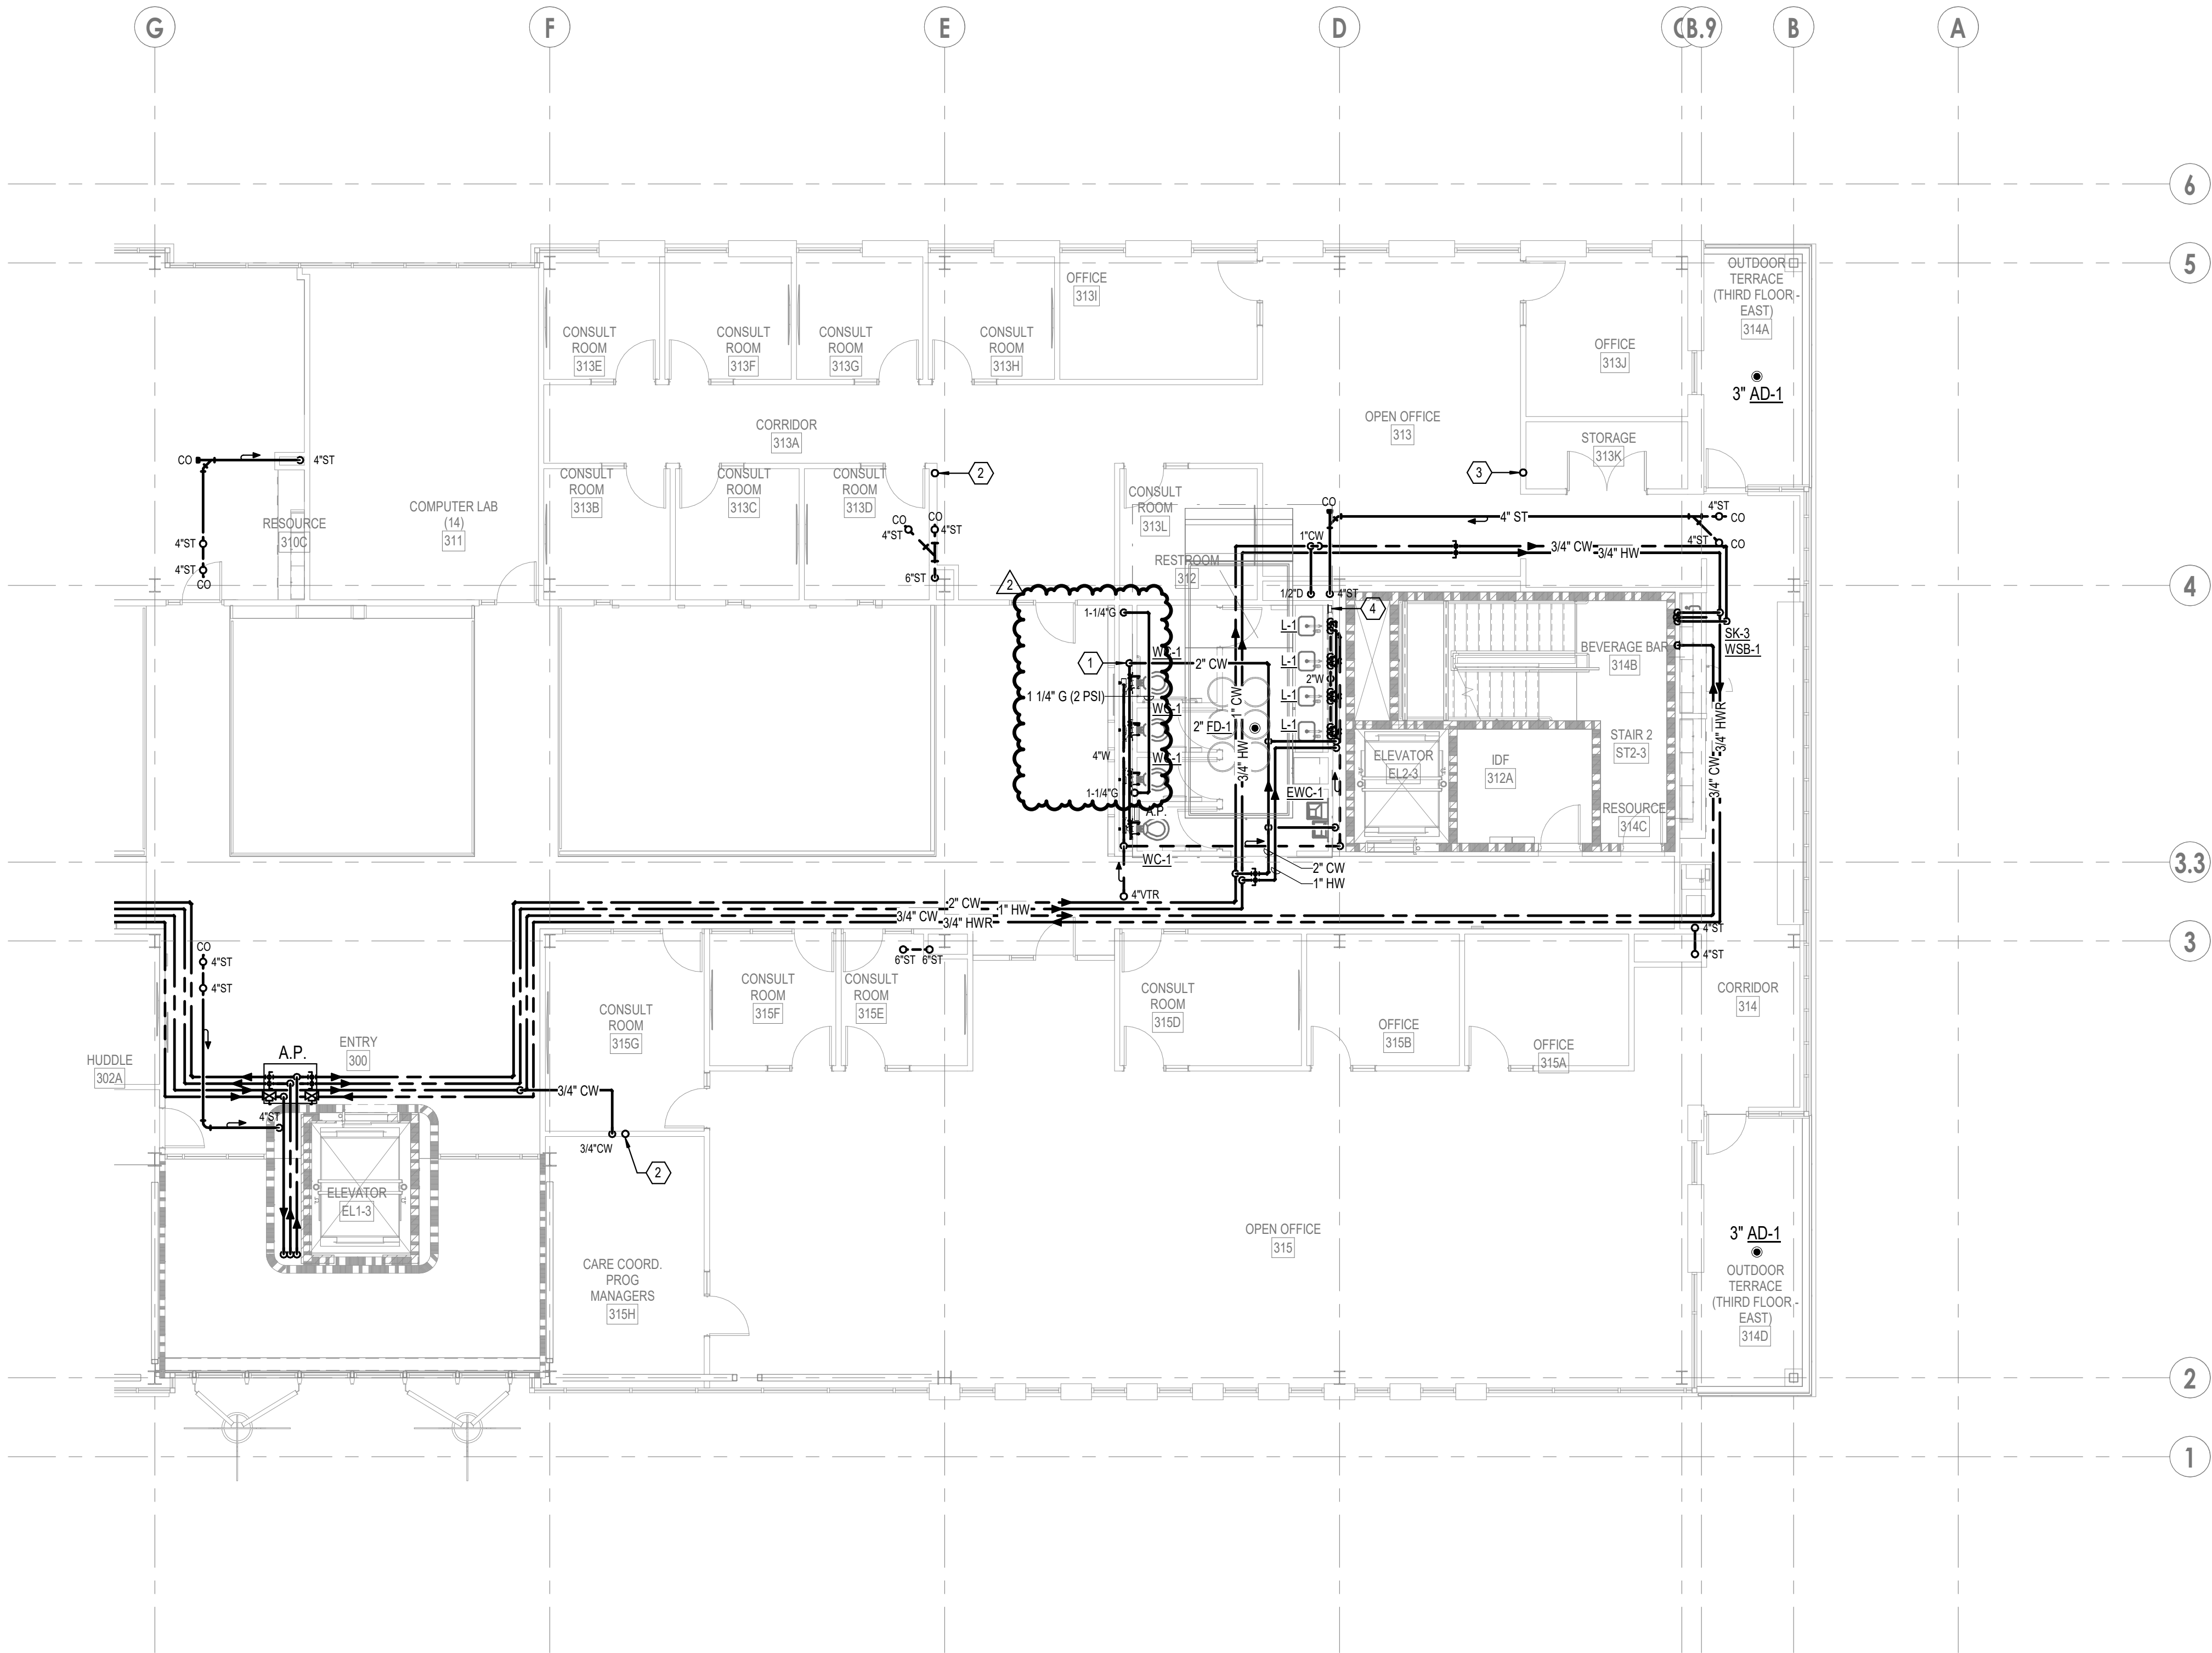 G
F
E
D
C
B.9
B
A
6
5
4
3.3
3
2
1
OUTDOOR
TERRACE
(THIRD FLOOR -
EAST)
314A
3" AD-1
OFFICE
313I
CONSULT
ROOM
313E
CONSULT
ROOM
313F
CONSULT
ROOM
313G
CONSULT
ROOM
313H
OFFICE
313J
OPEN OFFICE
313
CORRIDOR
313A
STORAGE
313K
CO
4"ST
2
3
CONSULT
ROOM
313B
CONSULT
ROOM
313C
CONSULT
ROOM
313D
CONSULT
ROOM
313L
COMPUTER LAB
(14)
311
RESOURCE
310C
4"ST
4"ST
CO
CO
4"ST
CO
4"ST
6"ST
CO
4" ST
4"ST
CO
4"ST
CO
1"CW
3/4" CW
3/4" HW
RESTROOM
312
1/2"D
4"ST
4
2
1-1/4"G
1
WC-1
2" CW
L-1
L-1
L-1
L-1
2"W
1 1/4" G (2 PSI)
WC-1
1" CW
2" FD-1
4"W
WC-1
3/4" HW
1-1/4"G
A.P.
EWC-1
WC-1
2" CW
1" HW
4"VTR
SK-3
WSB-1
BEVERAGE BAR
314B
3/4" HWR
3/4" CW
STAIR 2
ST2-3
ELEVATOR
EL2-3
IDF
312A
RESOURCE
314C
2" CW
1" HW
3/4" CW
3/4" HWR
CO
4"ST
4"ST
6"ST
6"ST
4"ST
4"ST
CONSULT
ROOM
315G
CONSULT
ROOM
315F
CONSULT
ROOM
315E
CONSULT
ROOM
315D
OFFICE
315B
OFFICE
315A
CORRIDOR
314
HUDDLE
302A
A.P.
ENTRY
300
4"ST
3/4" CW
3/4"CW
2
ELEVATOR
EL1-3
OPEN OFFICE
315
CARE COORD.
PROG
MANAGERS
315H
3" AD-1
OUTDOOR
TERRACE
(THIRD FLOOR -
EAST)
314D